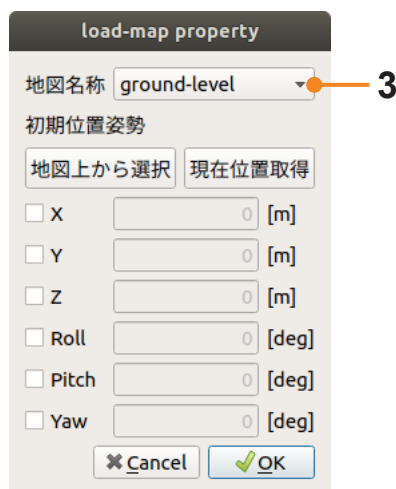 load-map property
地図名称 ground-level 3
初期位置姿勢
地図上から選択 現在位置取得
X 0 [m]
Y 0 [m]
Z 0 [m]
Roll 0 [deg]
Pitch 0 [deg]
Yaw 0 [deg]
Cancel OK